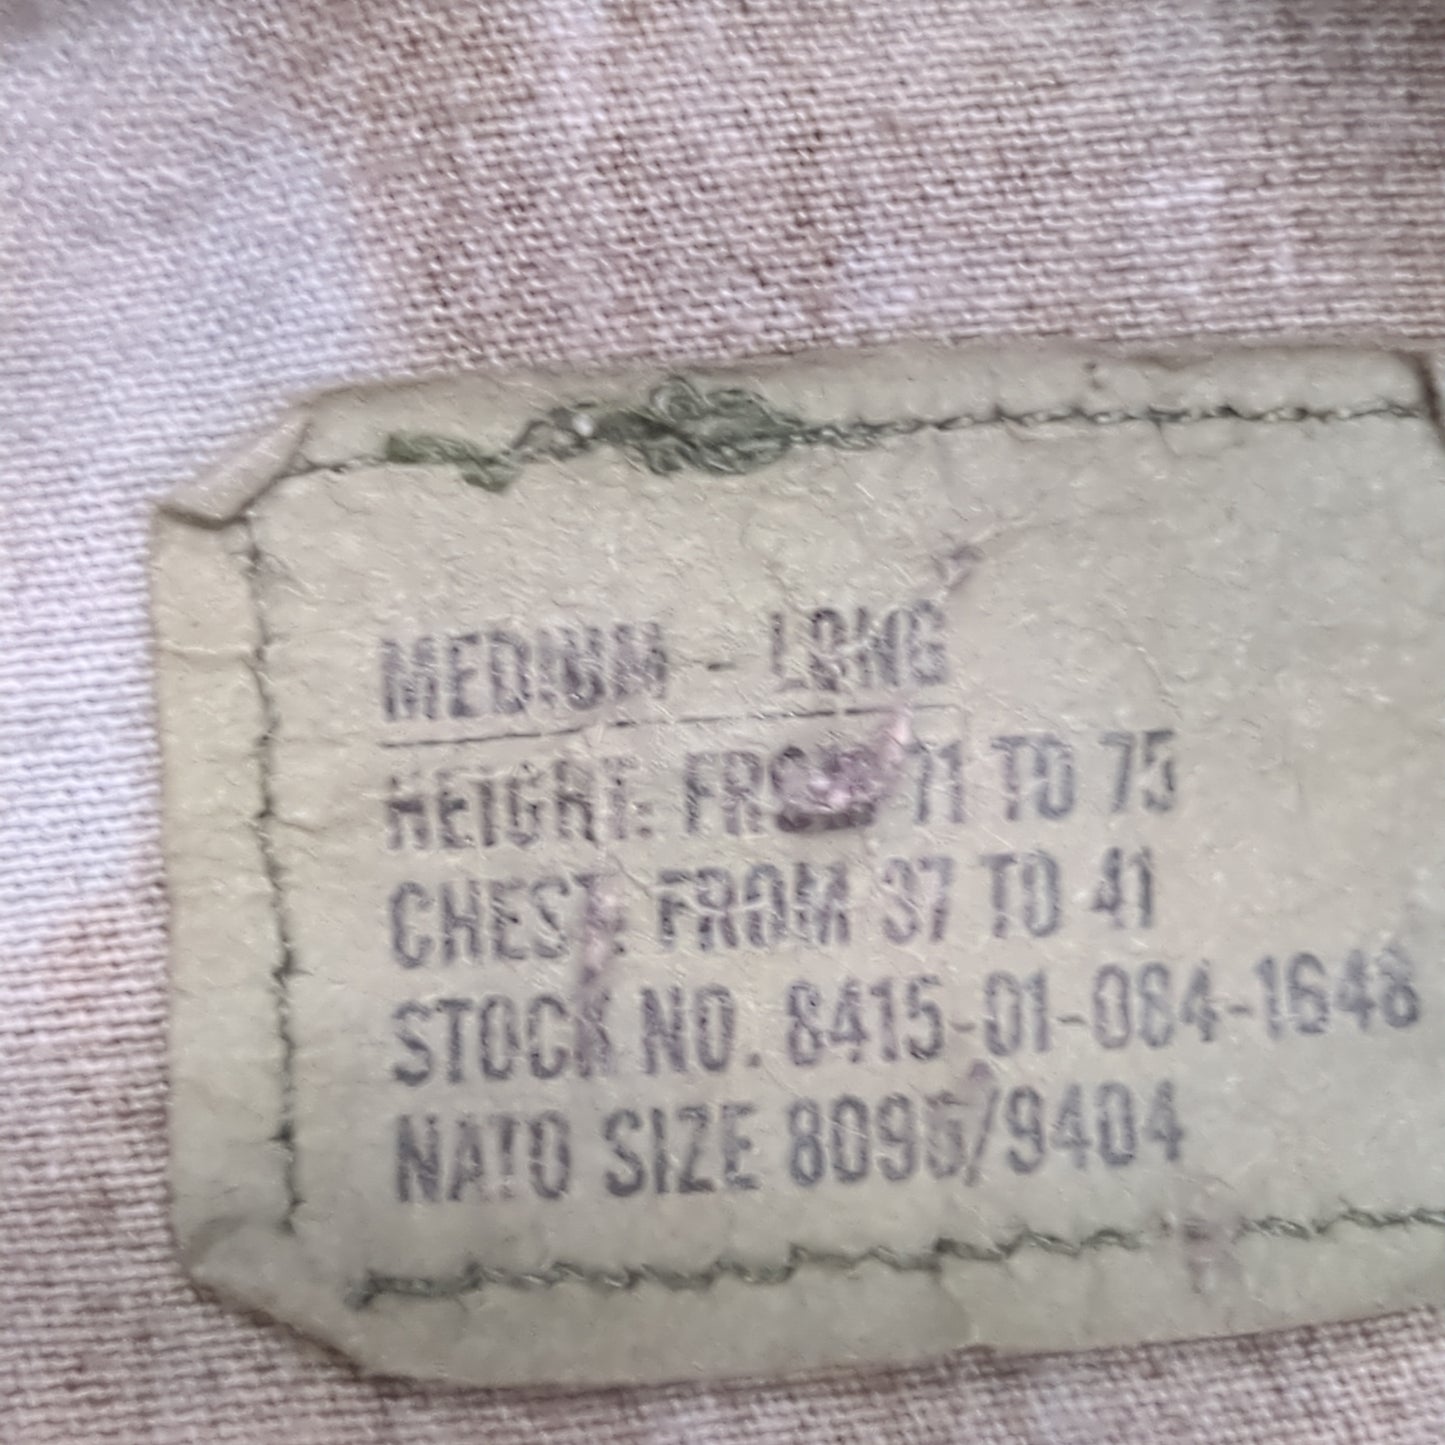 MEDIUM - LONG
HEIGHT: FROM 71 TO 75
CHEST: FROM 37 TO 41
STOCK NO. 8415-01-084-1648
NATO SIZE 8095/9404